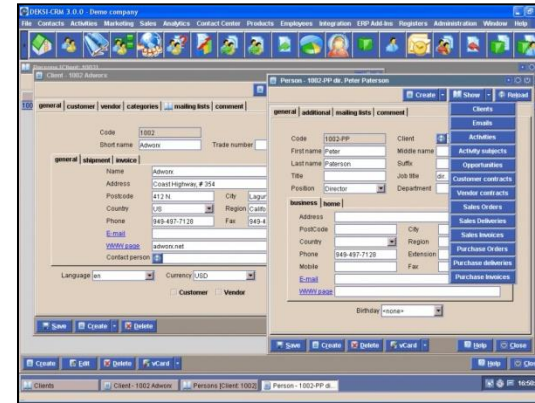 DEKSI-CRM 3.0.0 - Demo company
File Contacts Activities Marketing Sales Analytics Contact Center Products Employees Integration ERP Add-Ins Registers Administration Window Help
Persons [Client: 1002]
Client - 1002 Adworx
general customer vendor categories mailing lists comment
Code 1002
Short name Adworx Trade number
general shipment invoice
Name Adworx
Address Coast Highway, # 354
Postcode 412 N. City
Country US Region
Phone 949-497-7128 Fax 949-4
E-mail
WWW page adworx.net
Contact person
Language en Currency USD
Customer Vendor
Save Create Delete
Person - 1002-PP dir. Peter Paterson
Create Show Reload
general additional mailing lists comment
Code 1002-PP Client
First name Peter Middle name
Last name Paterson Suffix
Title Job title dir.
Position Director Department
business home
Address
PostCode City
Country Region
Phone 949-497-7128 Extension
Mobile Fax
E-mail
WWW page
Birthday <none>
Save Create Delete vCard Help Close
Clients
Emails
Activities
Activity subjects
Opportunities
Customer contracts
Vendor contracts
Sales Orders
Sales Deliveries
Sales Invoices
Purchase Orders
Purchase deliveries
Purchase Invoices
Create Edit Delete vCard Help
Clients Client - 1002 Adworx Persons [Client: 1002] Person - 1002-PP di... 16:50